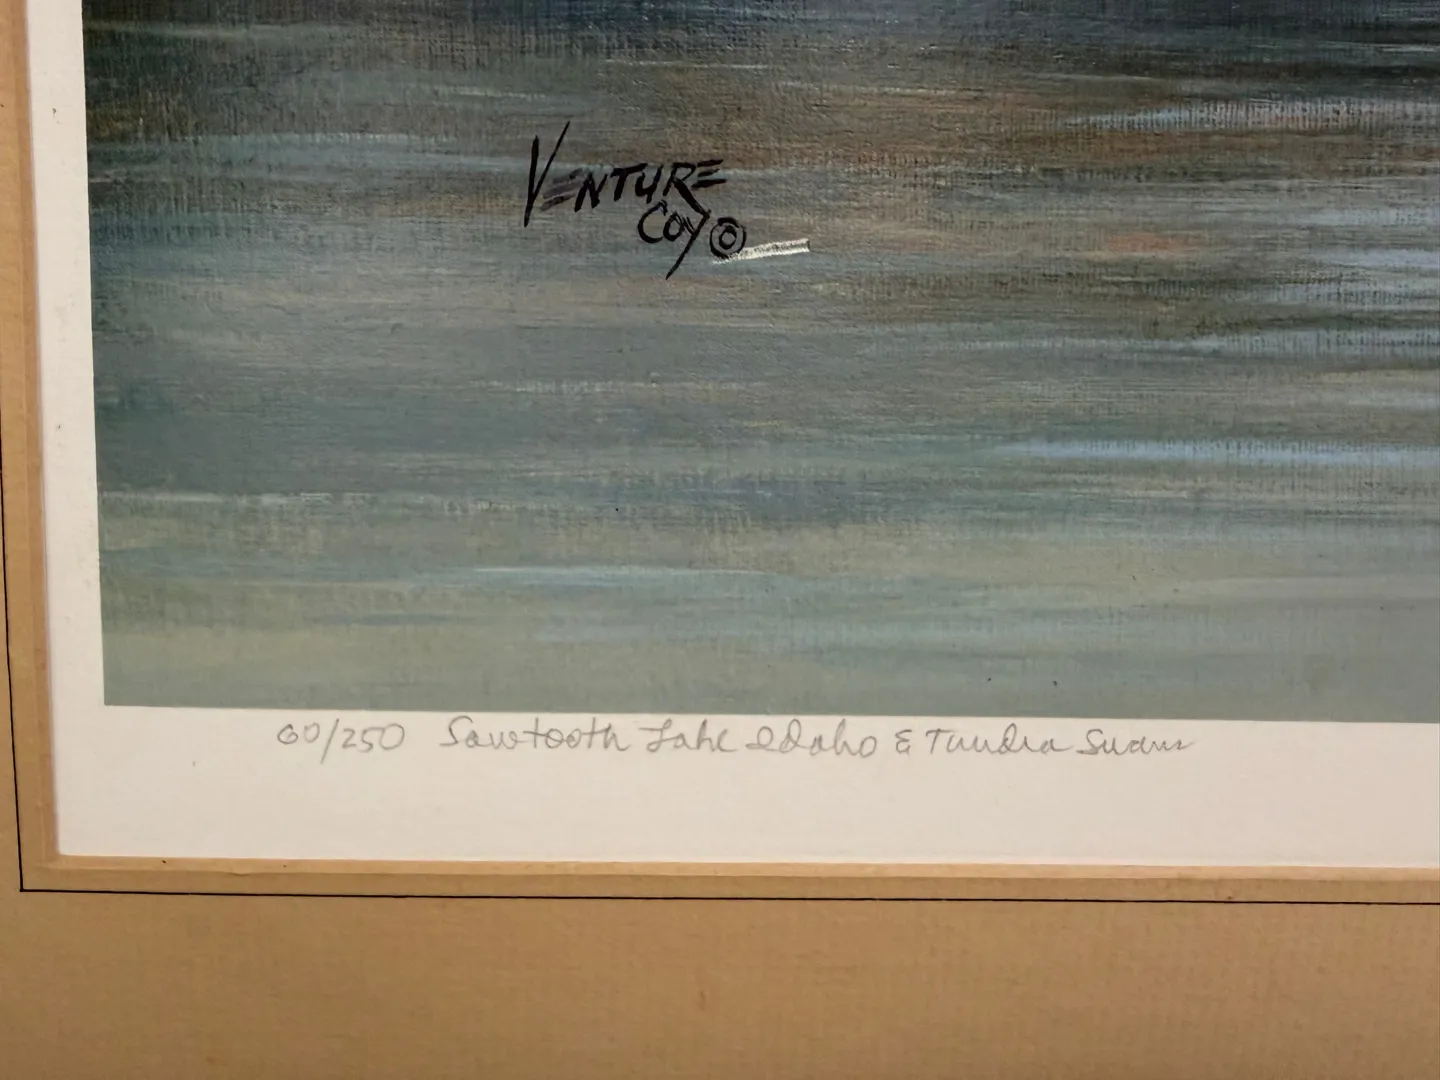 VENTURE
COY ©
60/250 Sawtooth Lake Idaho & Tundra Swans